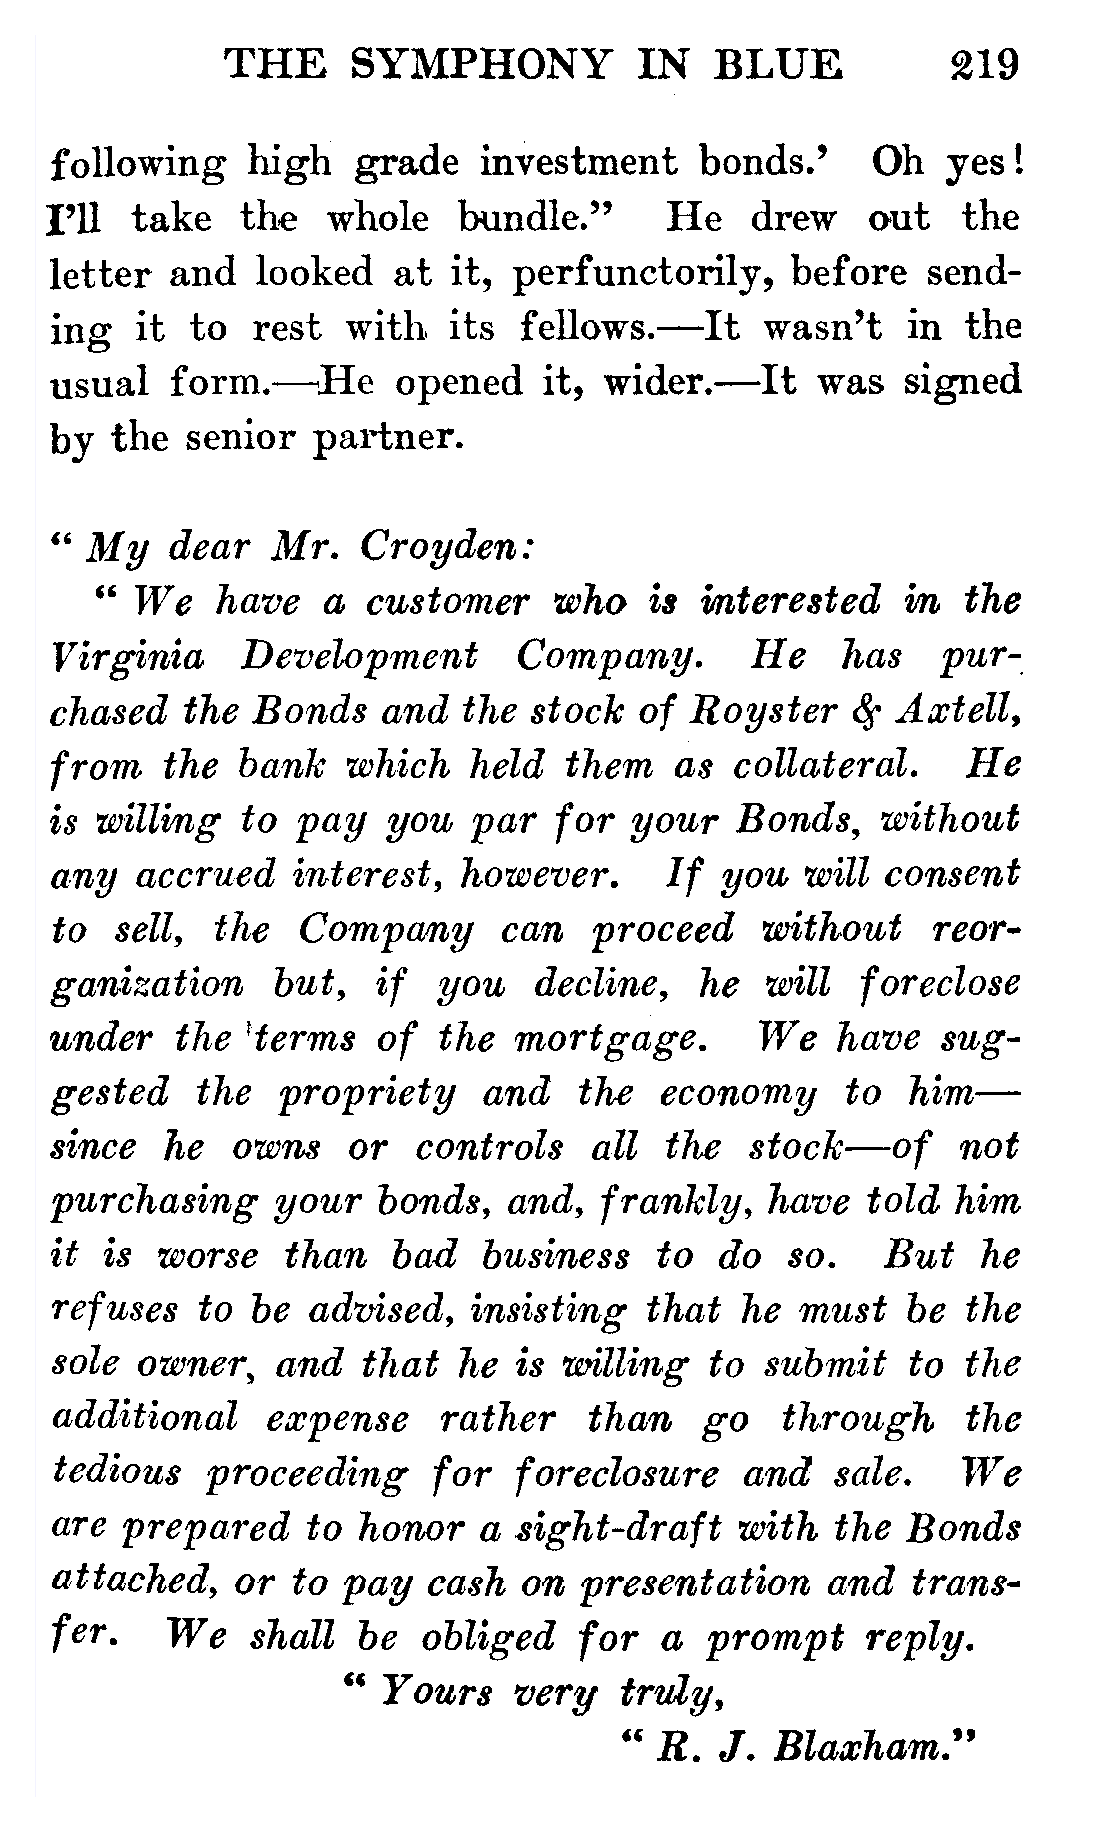 THE SYMPHONY IN BLUE 219
following high grade investment bonds.’ Oh yes!
I’ll take the whole bundle.” He drew out the
letter and looked at it, perfunctorily, before send-
ing it to rest with its fellows.—It wasn’t in the
usual form.—He opened it, wider.—It was signed
by the senior partner.
“ My dear Mr. Croyden:
“ We have a customer who is interested in the
Virginia Development Company. He has pur-
chased the Bonds and the stock of Royster & Axtell,
from the bank which held them as collateral. He
is willing to pay you par for your Bonds, without
any accrued interest, however. If you will consent
to sell, the Company can proceed without reor-
ganization but, if you decline, he will foreclose
under the terms of the mortgage. We have sug-
gested the propriety and the economy to him—
since he owns or controls all the stock—of not
purchasing your bonds, and, frankly, have told him
it is worse than bad business to do so. But he
refuses to be advised, insisting that he must be the
sole owner, and that he is willing to submit to the
additional expense rather than go through the
tedious proceeding for foreclosure and sale. We
are prepared to honor a sight-draft with the Bonds
attached, or to pay cash on presentation and trans-
fer. We shall be obliged for a prompt reply.
“ Yours very truly,
“ R. J. Blaxham.”